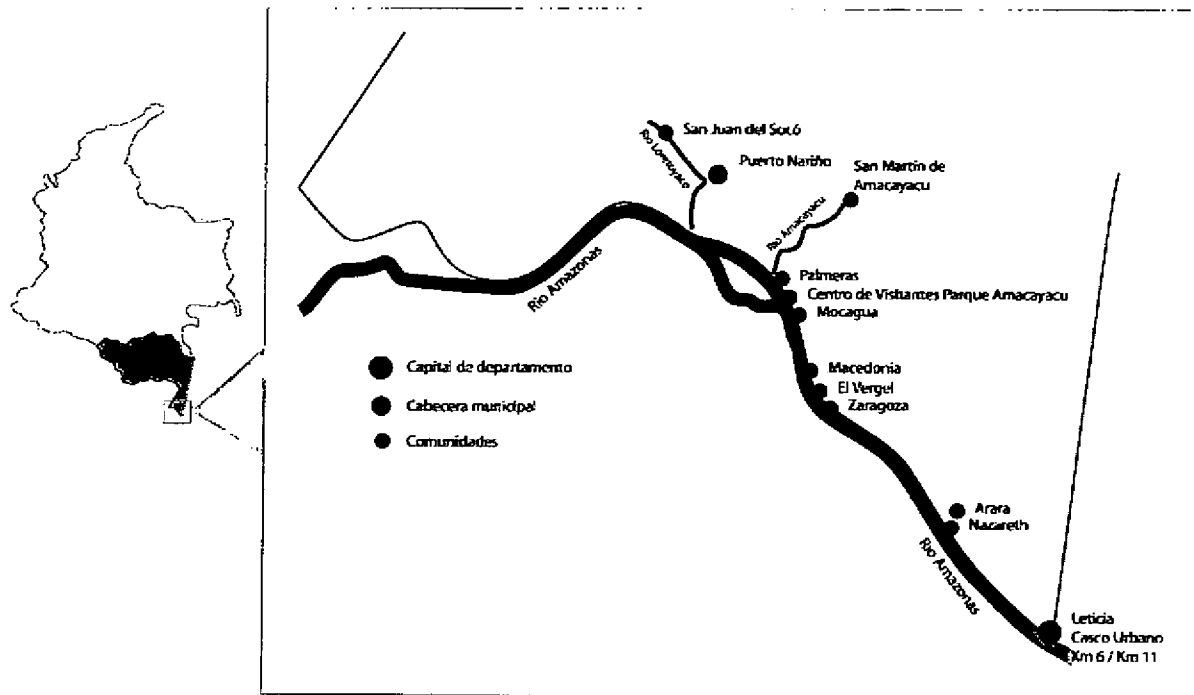 San Juan del Socó
Río Loretuyaco
Puerto Nariño
San Martín de
Amacayacu
Río Amacayacu
Palmeras
Centro de Visitantes Parque Amacayacu
Mocagua
Río Amazonas
Macedonia
El Vergel
Zaragoza
Capital de departamento
Cabecera municipal
Comunidades
Arara
Nazareth
Río Amazonas
Leticia
Casco Urbano
Km 6 / Km 11